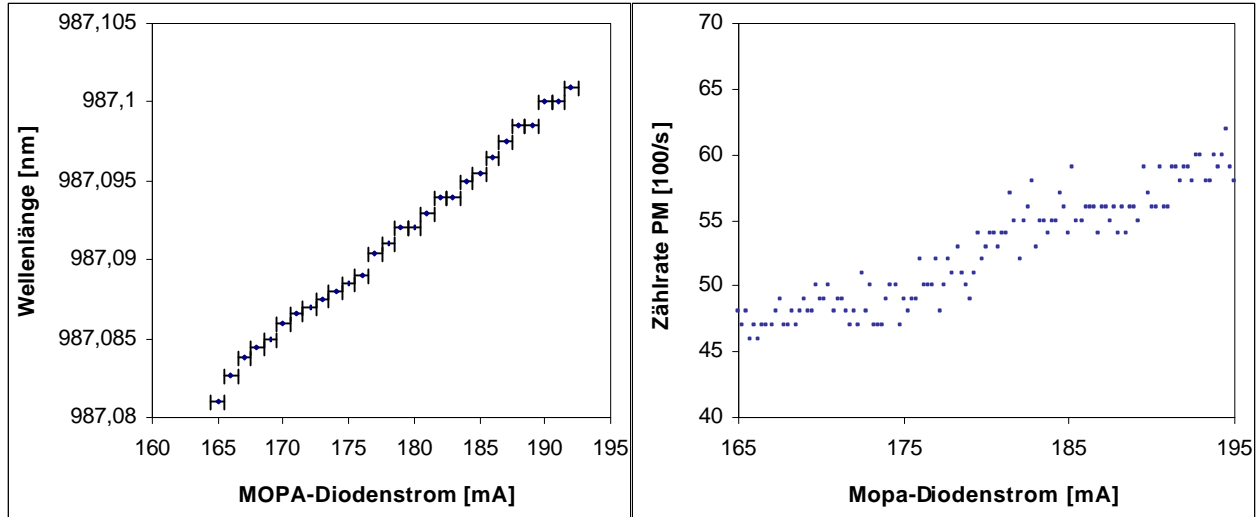 987,105
987,1
987,095
987,09
987,085
987,08
Wellenlänge [nm]
160 165 170 175 180 185 190 195
MOPA-Diodenstrom [mA]
70
65
60
55
50
45
40
Zählrate PM [100/s]
165 175 185 195
Mopa-Diodenstrom [mA]